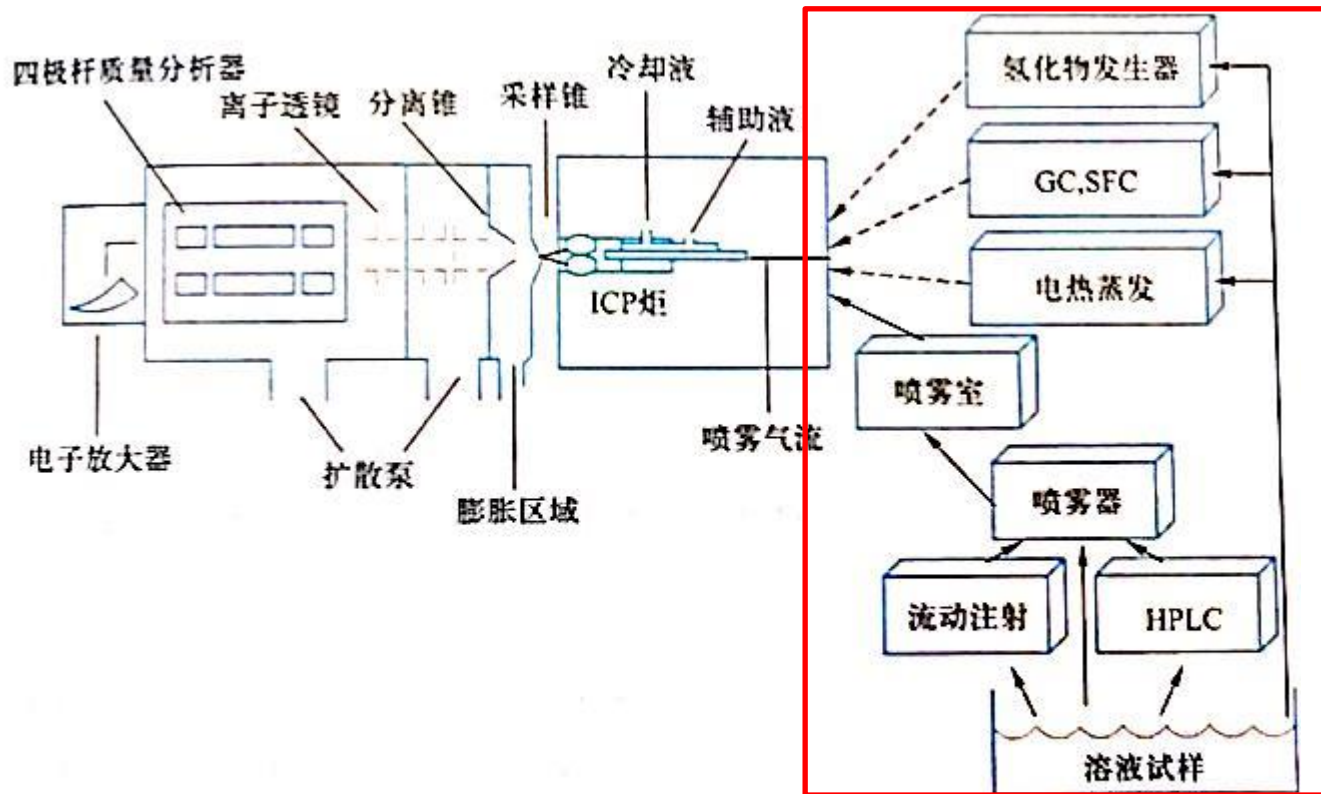 四极杆质量分析器
离子透镜
分离锥
采样锥
冷却液
辅助液
氢化物发生器
GC,SFC
电热蒸发
ICP炬
喷雾室
喷雾气流
电子放大器
扩散泵
膨胀区域
喷雾器
流动注射
HPLC
溶液试样